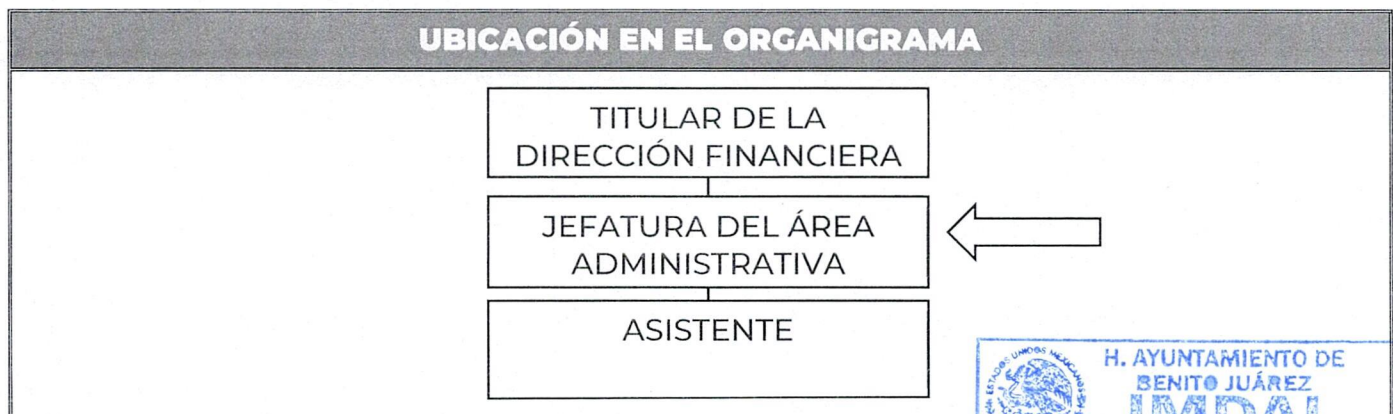 UBICACIÓN EN EL ORGANIGRAMA
TITULAR DE LA
DIRECCIÓN FINANCIERA
JEFATURA DEL ÁREA
ADMINISTRATIVA
ASISTENTE
H. AYUNTAMIENTO DE
BENITO JUÁREZ